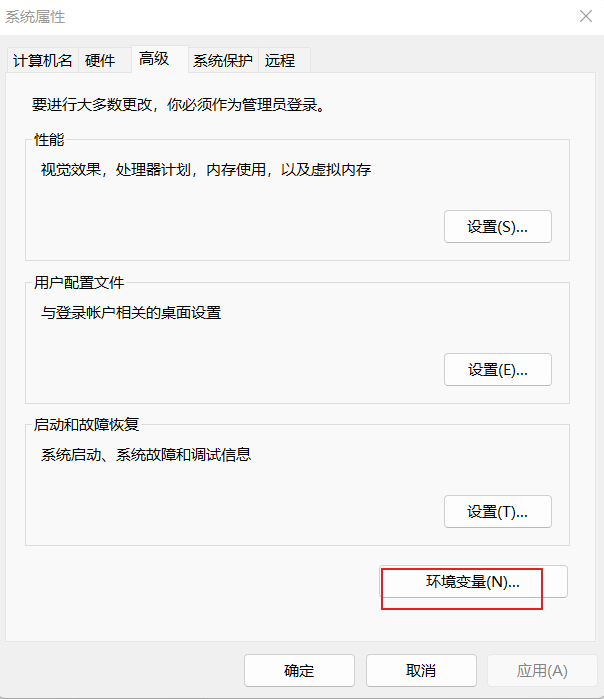 系统属性
计算机名 硬件 高级 系统保护 远程
要进行大多数更改，你必须作为管理员登录。
性能
视觉效果，处理器计划，内存使用，以及虚拟内存
设置(S)...
用户配置文件
与登录帐户相关的桌面设置
设置(E)...
启动和故障恢复
系统启动、系统故障和调试信息
设置(T)...
环境变量(N)...
确定 取消 应用(A)